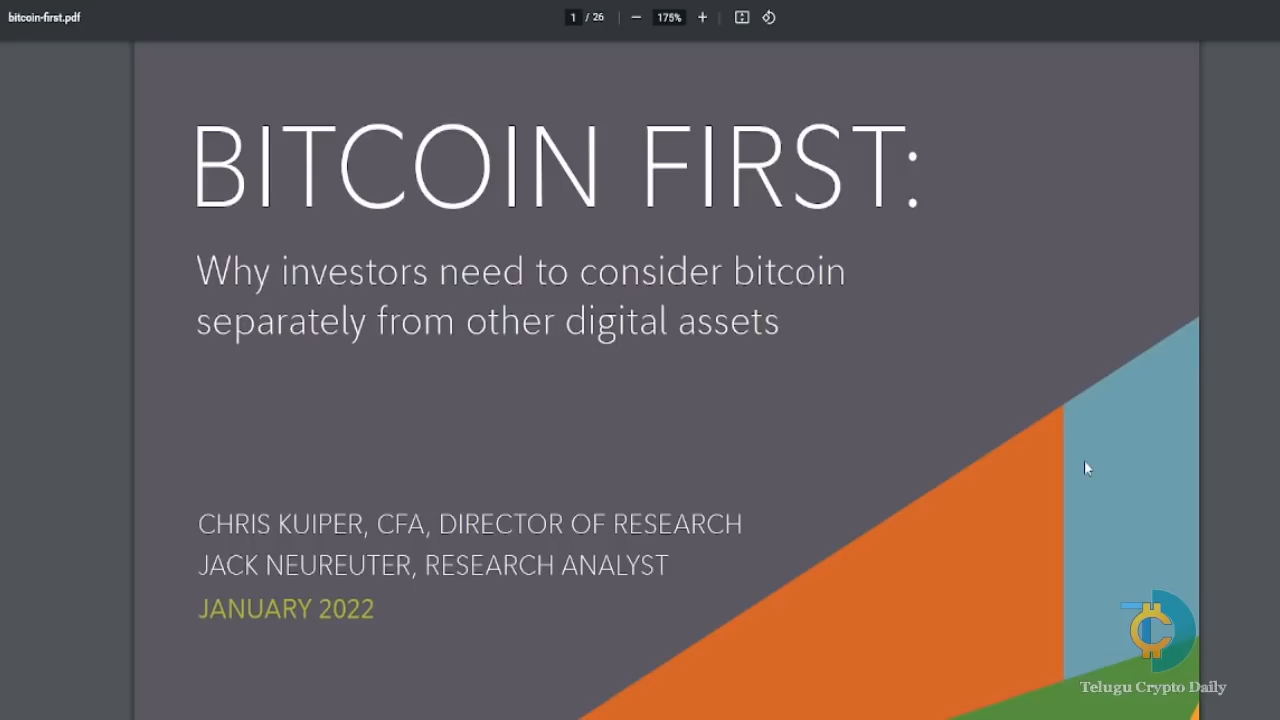 bitcoin-first.pdf
1 / 26
175%
BITCOIN FIRST:
Why investors need to consider bitcoin
separately from other digital assets
CHRIS KUIPER, CFA, DIRECTOR OF RESEARCH
JACK NEUREUTER, RESEARCH ANALYST
JANUARY 2022
Telugu Crypto Daily